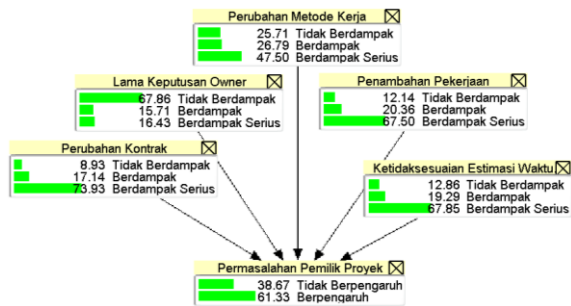 Perubahan Metode Kerja
25.71 Tidak Berdampak
26.79 Berdampak
47.50 Berdampak Serius
Lama Keputusan Owner
67.86 Tidak Berdampak
15.71 Berdampak
16.43 Berdampak Serius
Penambahan Pekerjaan
12.14 Tidak Berdampak
20.36 Berdampak
67.50 Berdampak Serius
Perubahan Kontrak
8.93 Tidak Berdampak
17.14 Berdampak
73.93 Berdampak Serius
Ketidaksesuaian Estimasi Waktu
12.86 Tidak Berdampak
19.29 Berdampak
67.85 Berdampak Serius
Permasalahan Pemilik Proyek
38.67 Tidak Berpengaruh
61.33 Berpengaruh